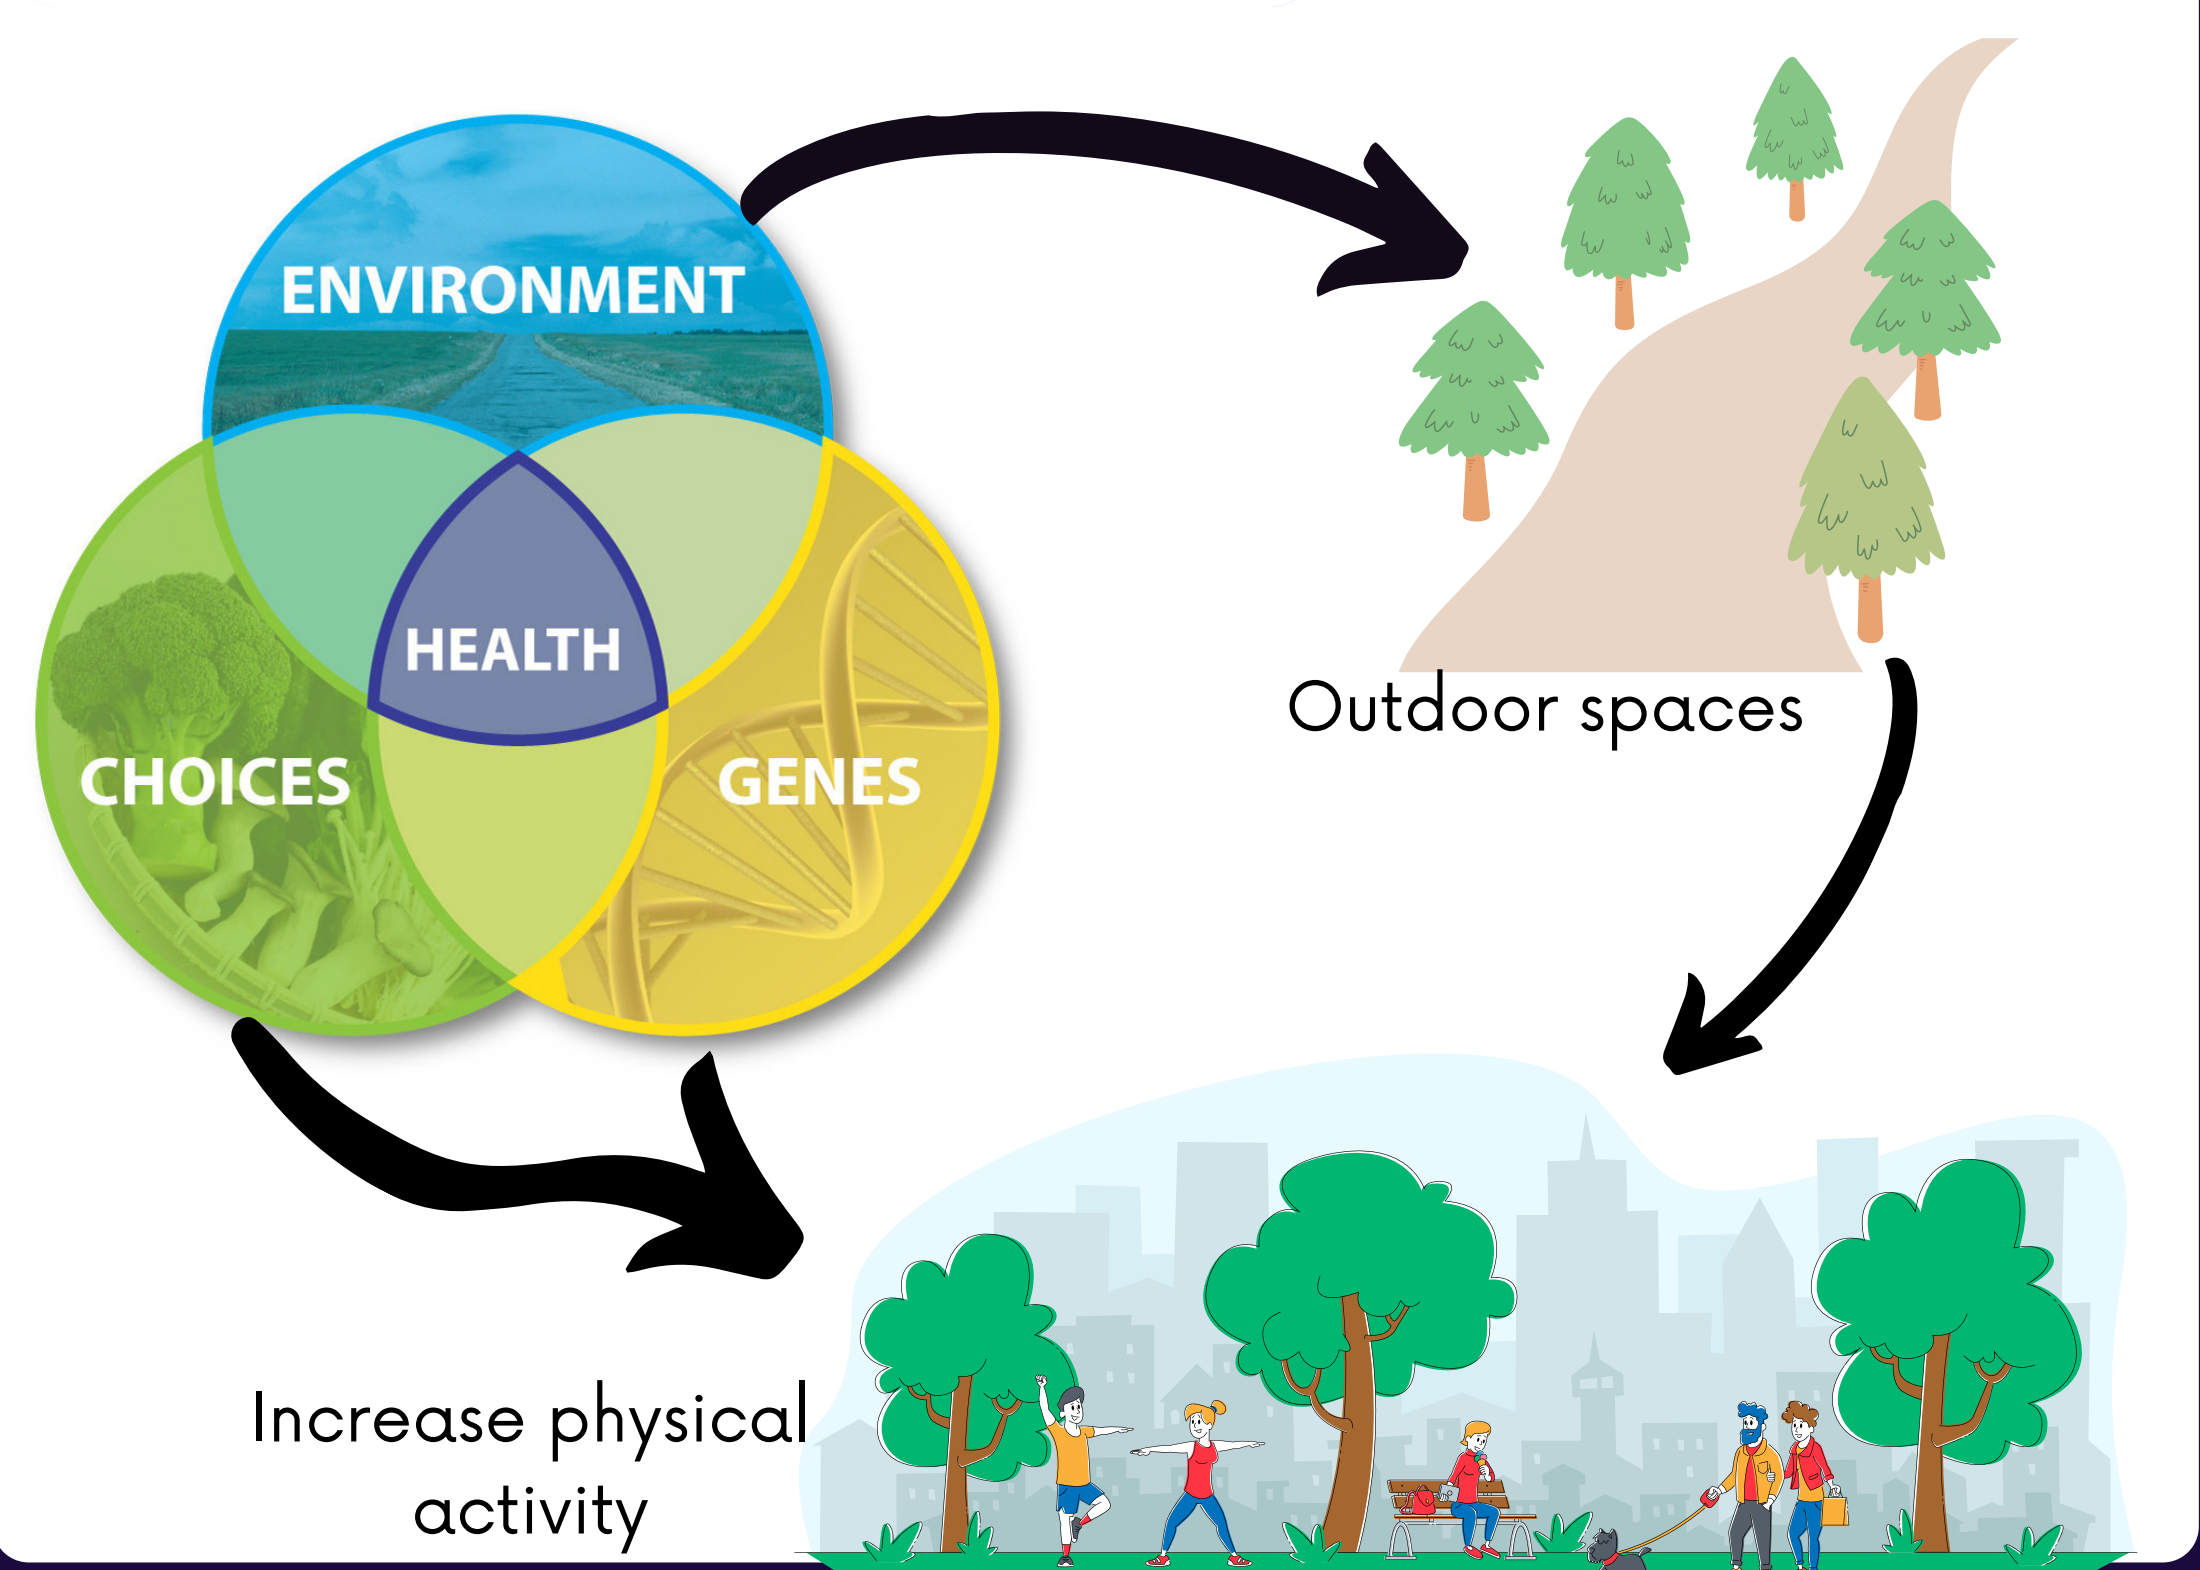 ENVIRONMENT
HEALTH
CHOICES
GENES
Outdoor spaces
Increase physical
activity